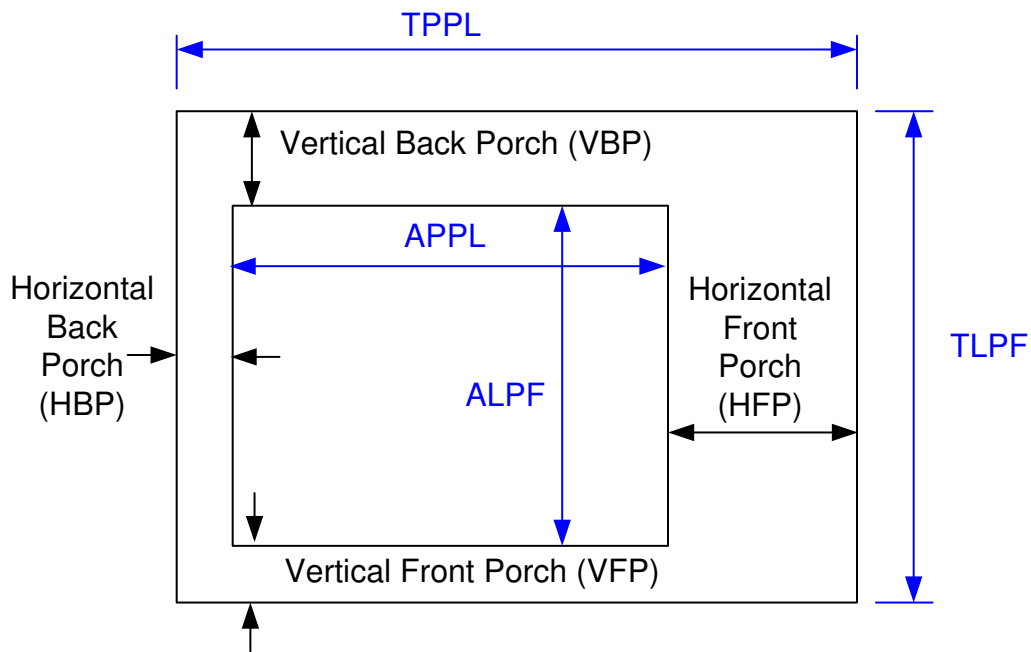 TPPL
Vertical Back Porch (VBP)
APPL
Horizontal
Back
Porch
(HBP)
ALPF
Horizontal
Front
Porch
(HFP)
TLPF
Vertical Front Porch (VFP)